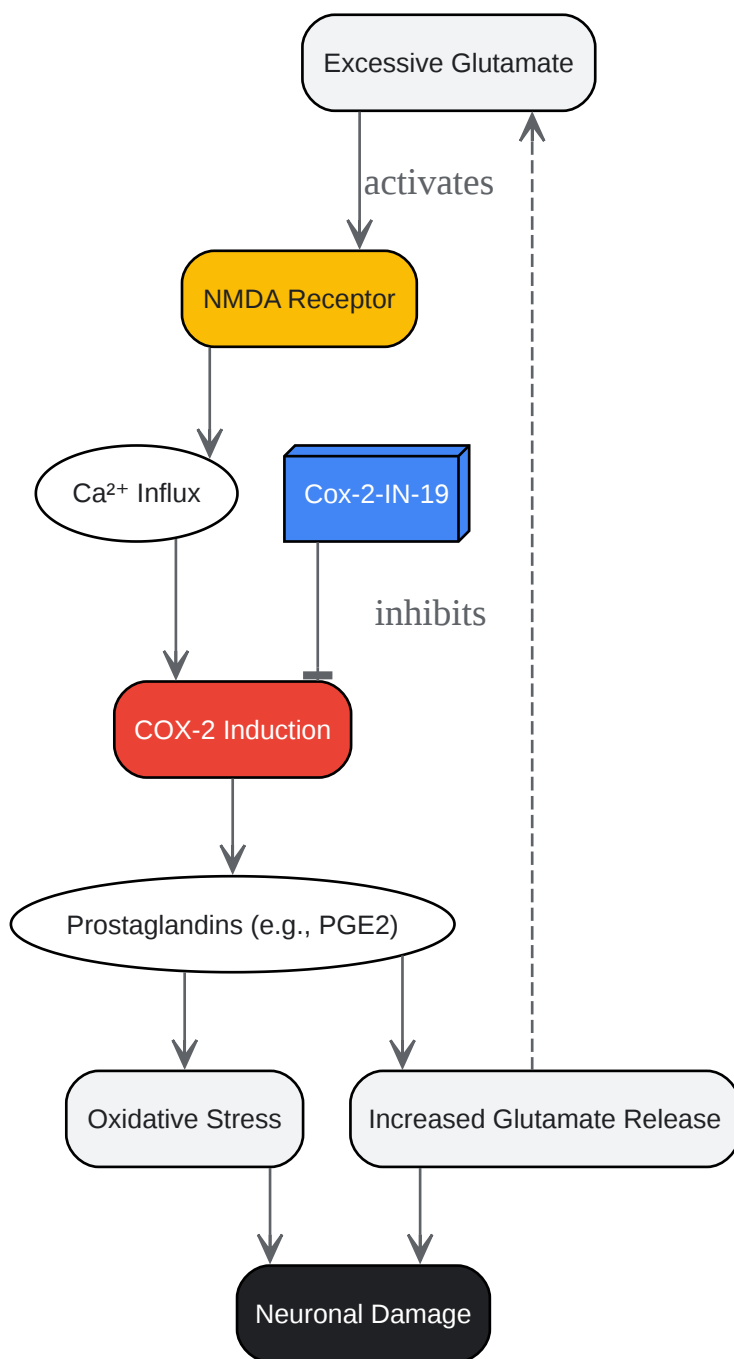 Excessive Glutamate
activates
NMDA Receptor
Ca²⁺ Influx
Cox-2-IN-19
inhibits
COX-2 Induction
Prostaglandins (e.g., PGE2)
Oxidative Stress
Increased Glutamate Release
Neuronal Damage